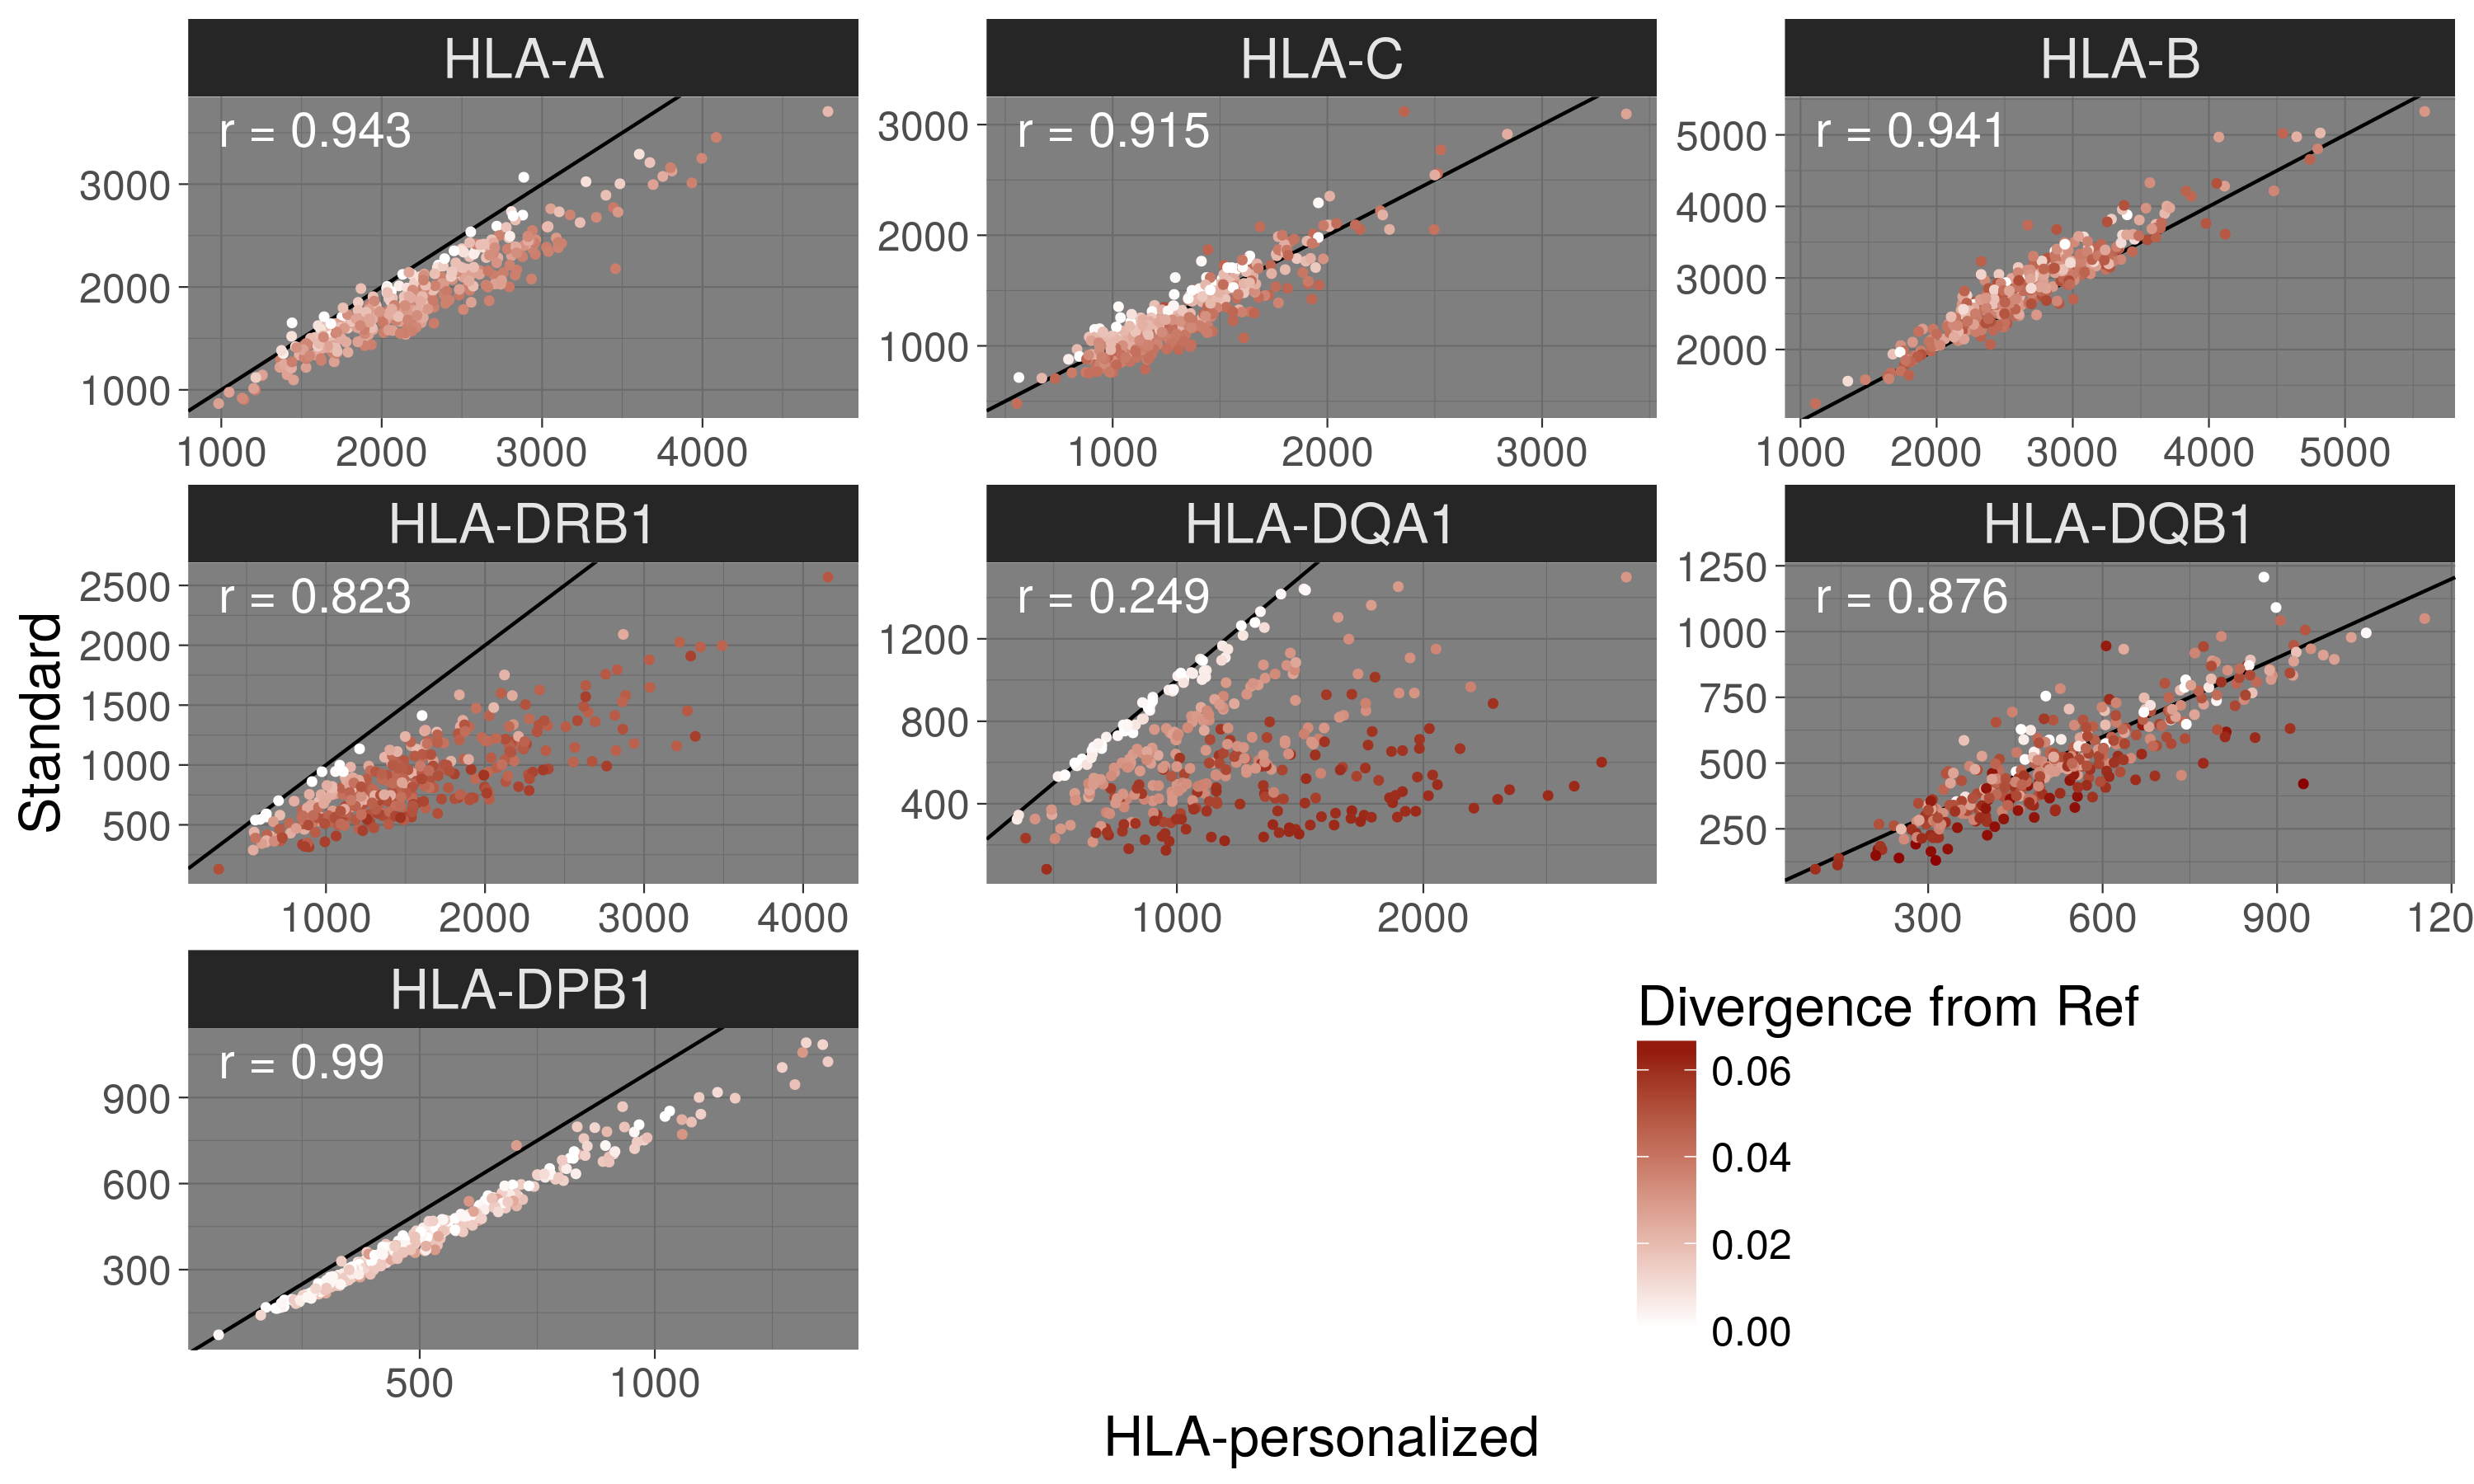 HLA-A
HLA-C
HLA-B
r = 0.943
3000
2000
1000
1000 2000 3000 4000
r = 0.915
3000
2000
1000
1000 2000 3000
r = 0.941
5000
4000
3000
2000
1000 2000 3000 4000 5000
HLA-DRB1
HLA-DQA1
HLA-DQB1
r = 0.823
2500
2000
1500
1000
500
1000 2000 3000 4000
r = 0.249
1200
800
400
1000 2000
r = 0.876
1250
1000
750
500
250
300 600 900 120
Standard
HLA-DPB1
r = 0.99
900
600
300
500 1000
Divergence from Ref
0.06
0.04
0.02
0.00
HLA-personalized